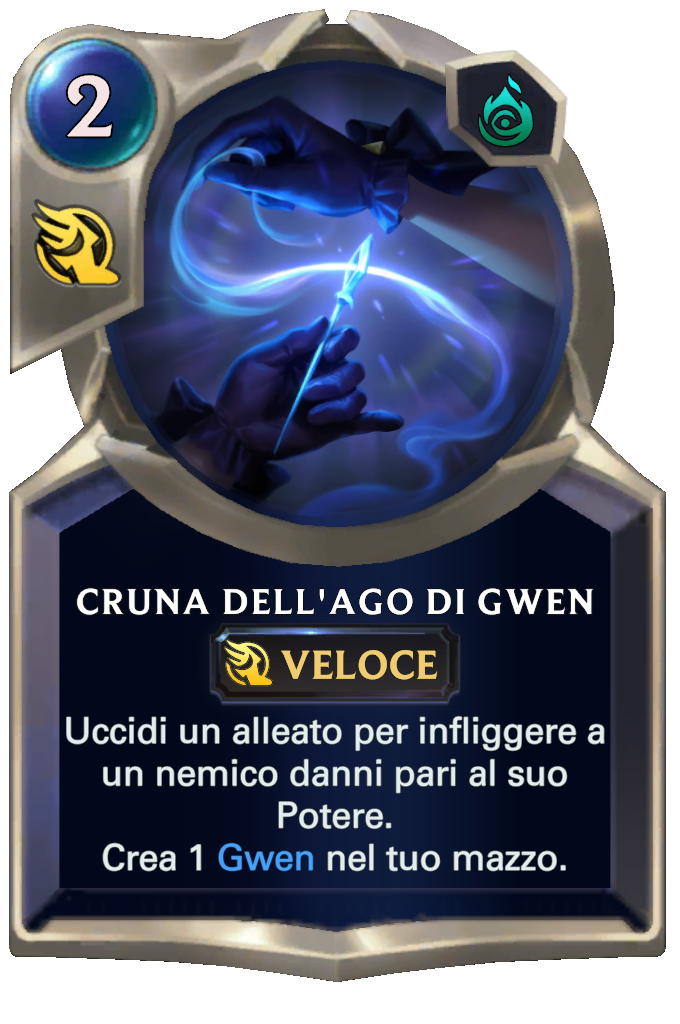 2
CRUNA DELL'AGO DI GWEN
VELOCE
Uccidi un alleato per infliggere a
un nemico danni pari al suo
Potere.
Crea 1 Gwen nel tuo mazzo.